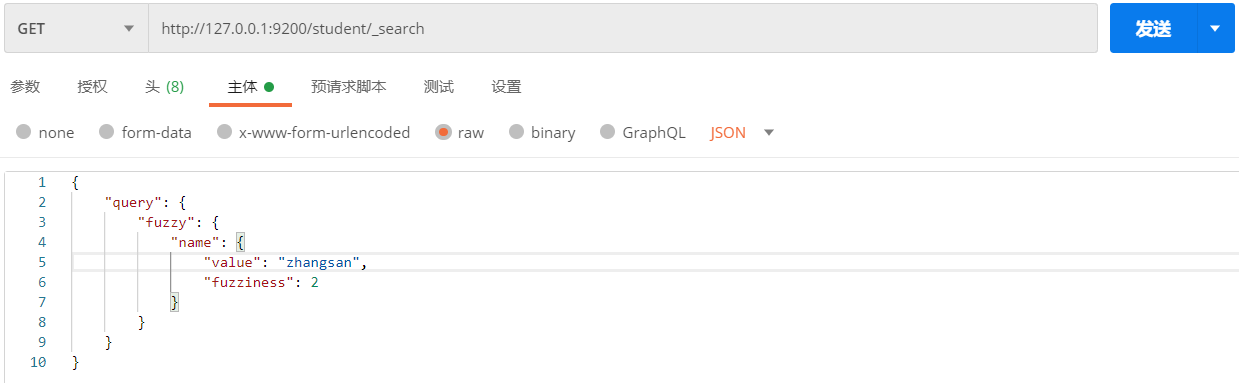 GET http://127.0.0.1:9200/student/_search 发送
参数 授权 头 (8) 主体 预请求脚本 测试 设置
none form-data x-www-form-urlencoded raw binary GraphQL JSON
1 {
2 "query": {
3 "fuzzy": {
4 "name": {
5 "value": "zhangsan",
6 "fuzziness": 2
7 }
8 }
9 }
10 }